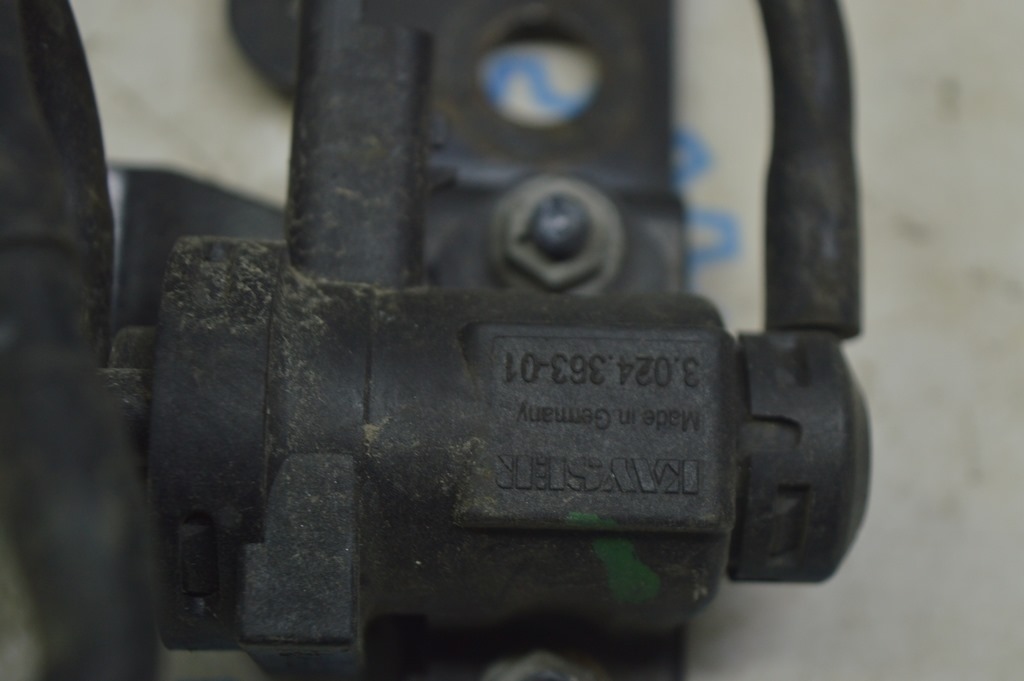 KAYSER
Made in Germany
3.024.363-01